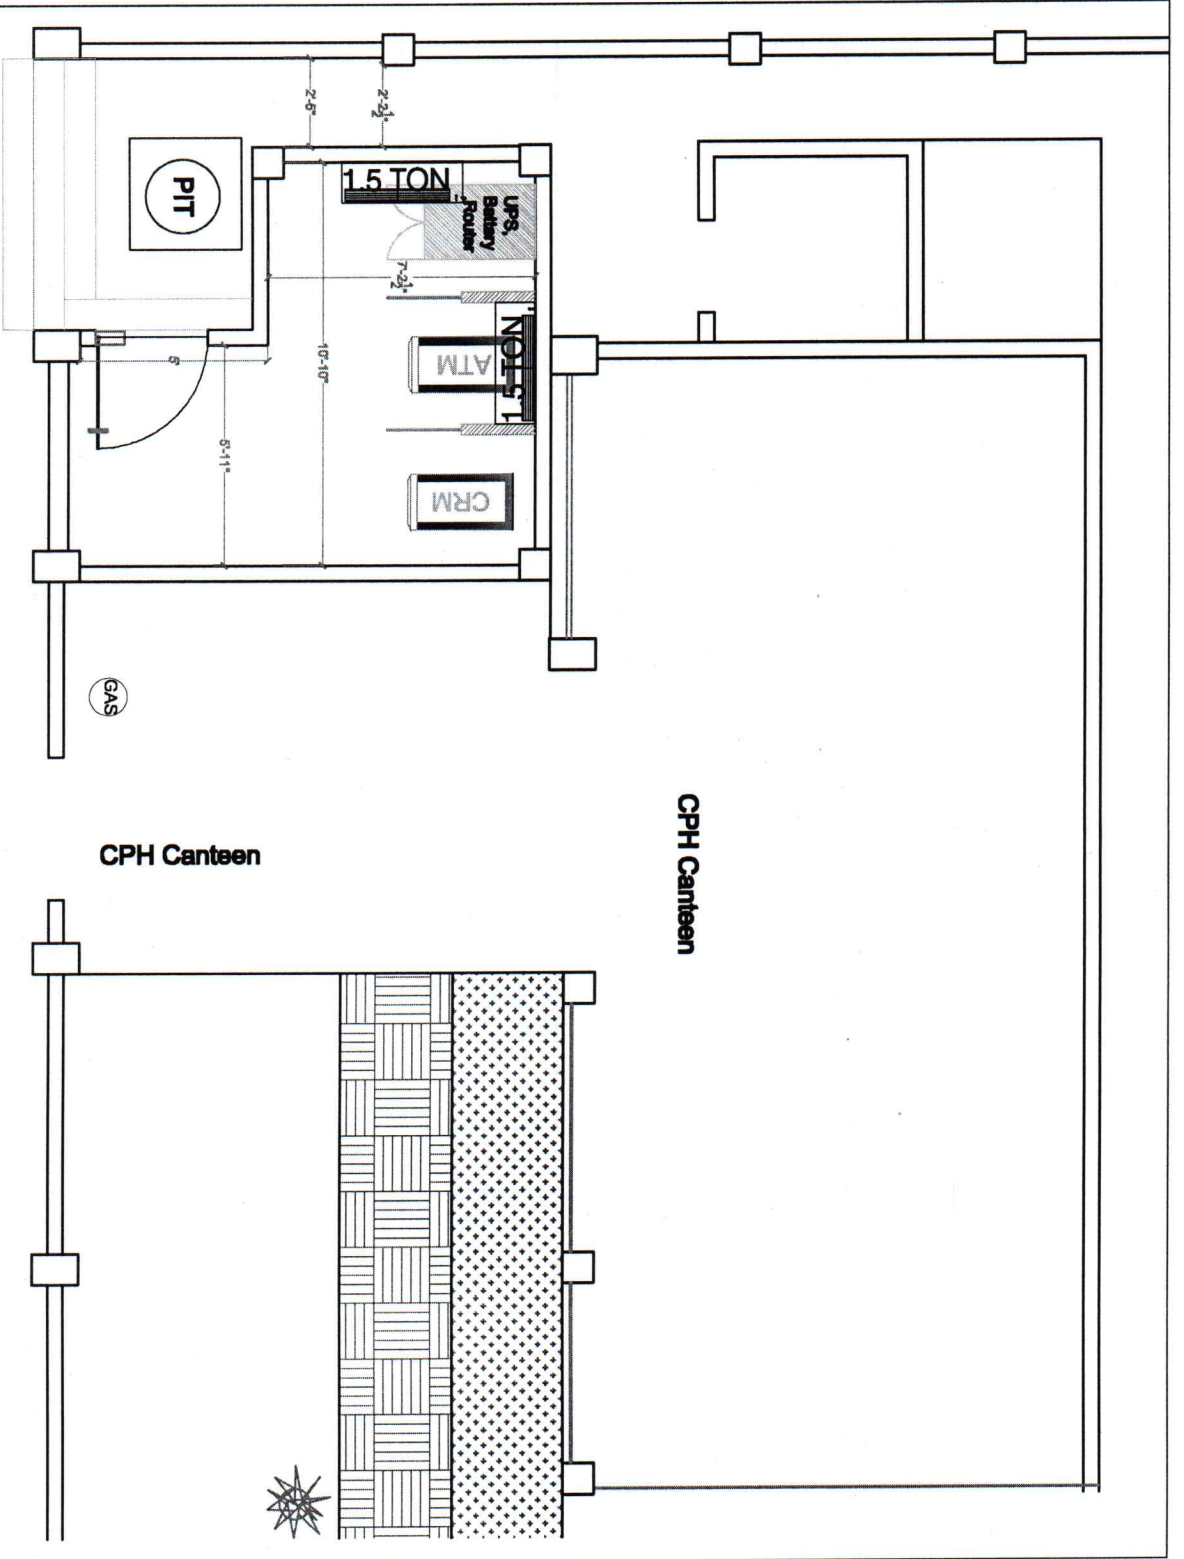 2'-6"
2'-2½"
PIT
1.5 TON
UPS,
Battery
Router
7'-2½"
1.5 TON
ATM
10'-10"
5'
5'-11"
CRM
GAS
CPH Canteen
CPH Canteen